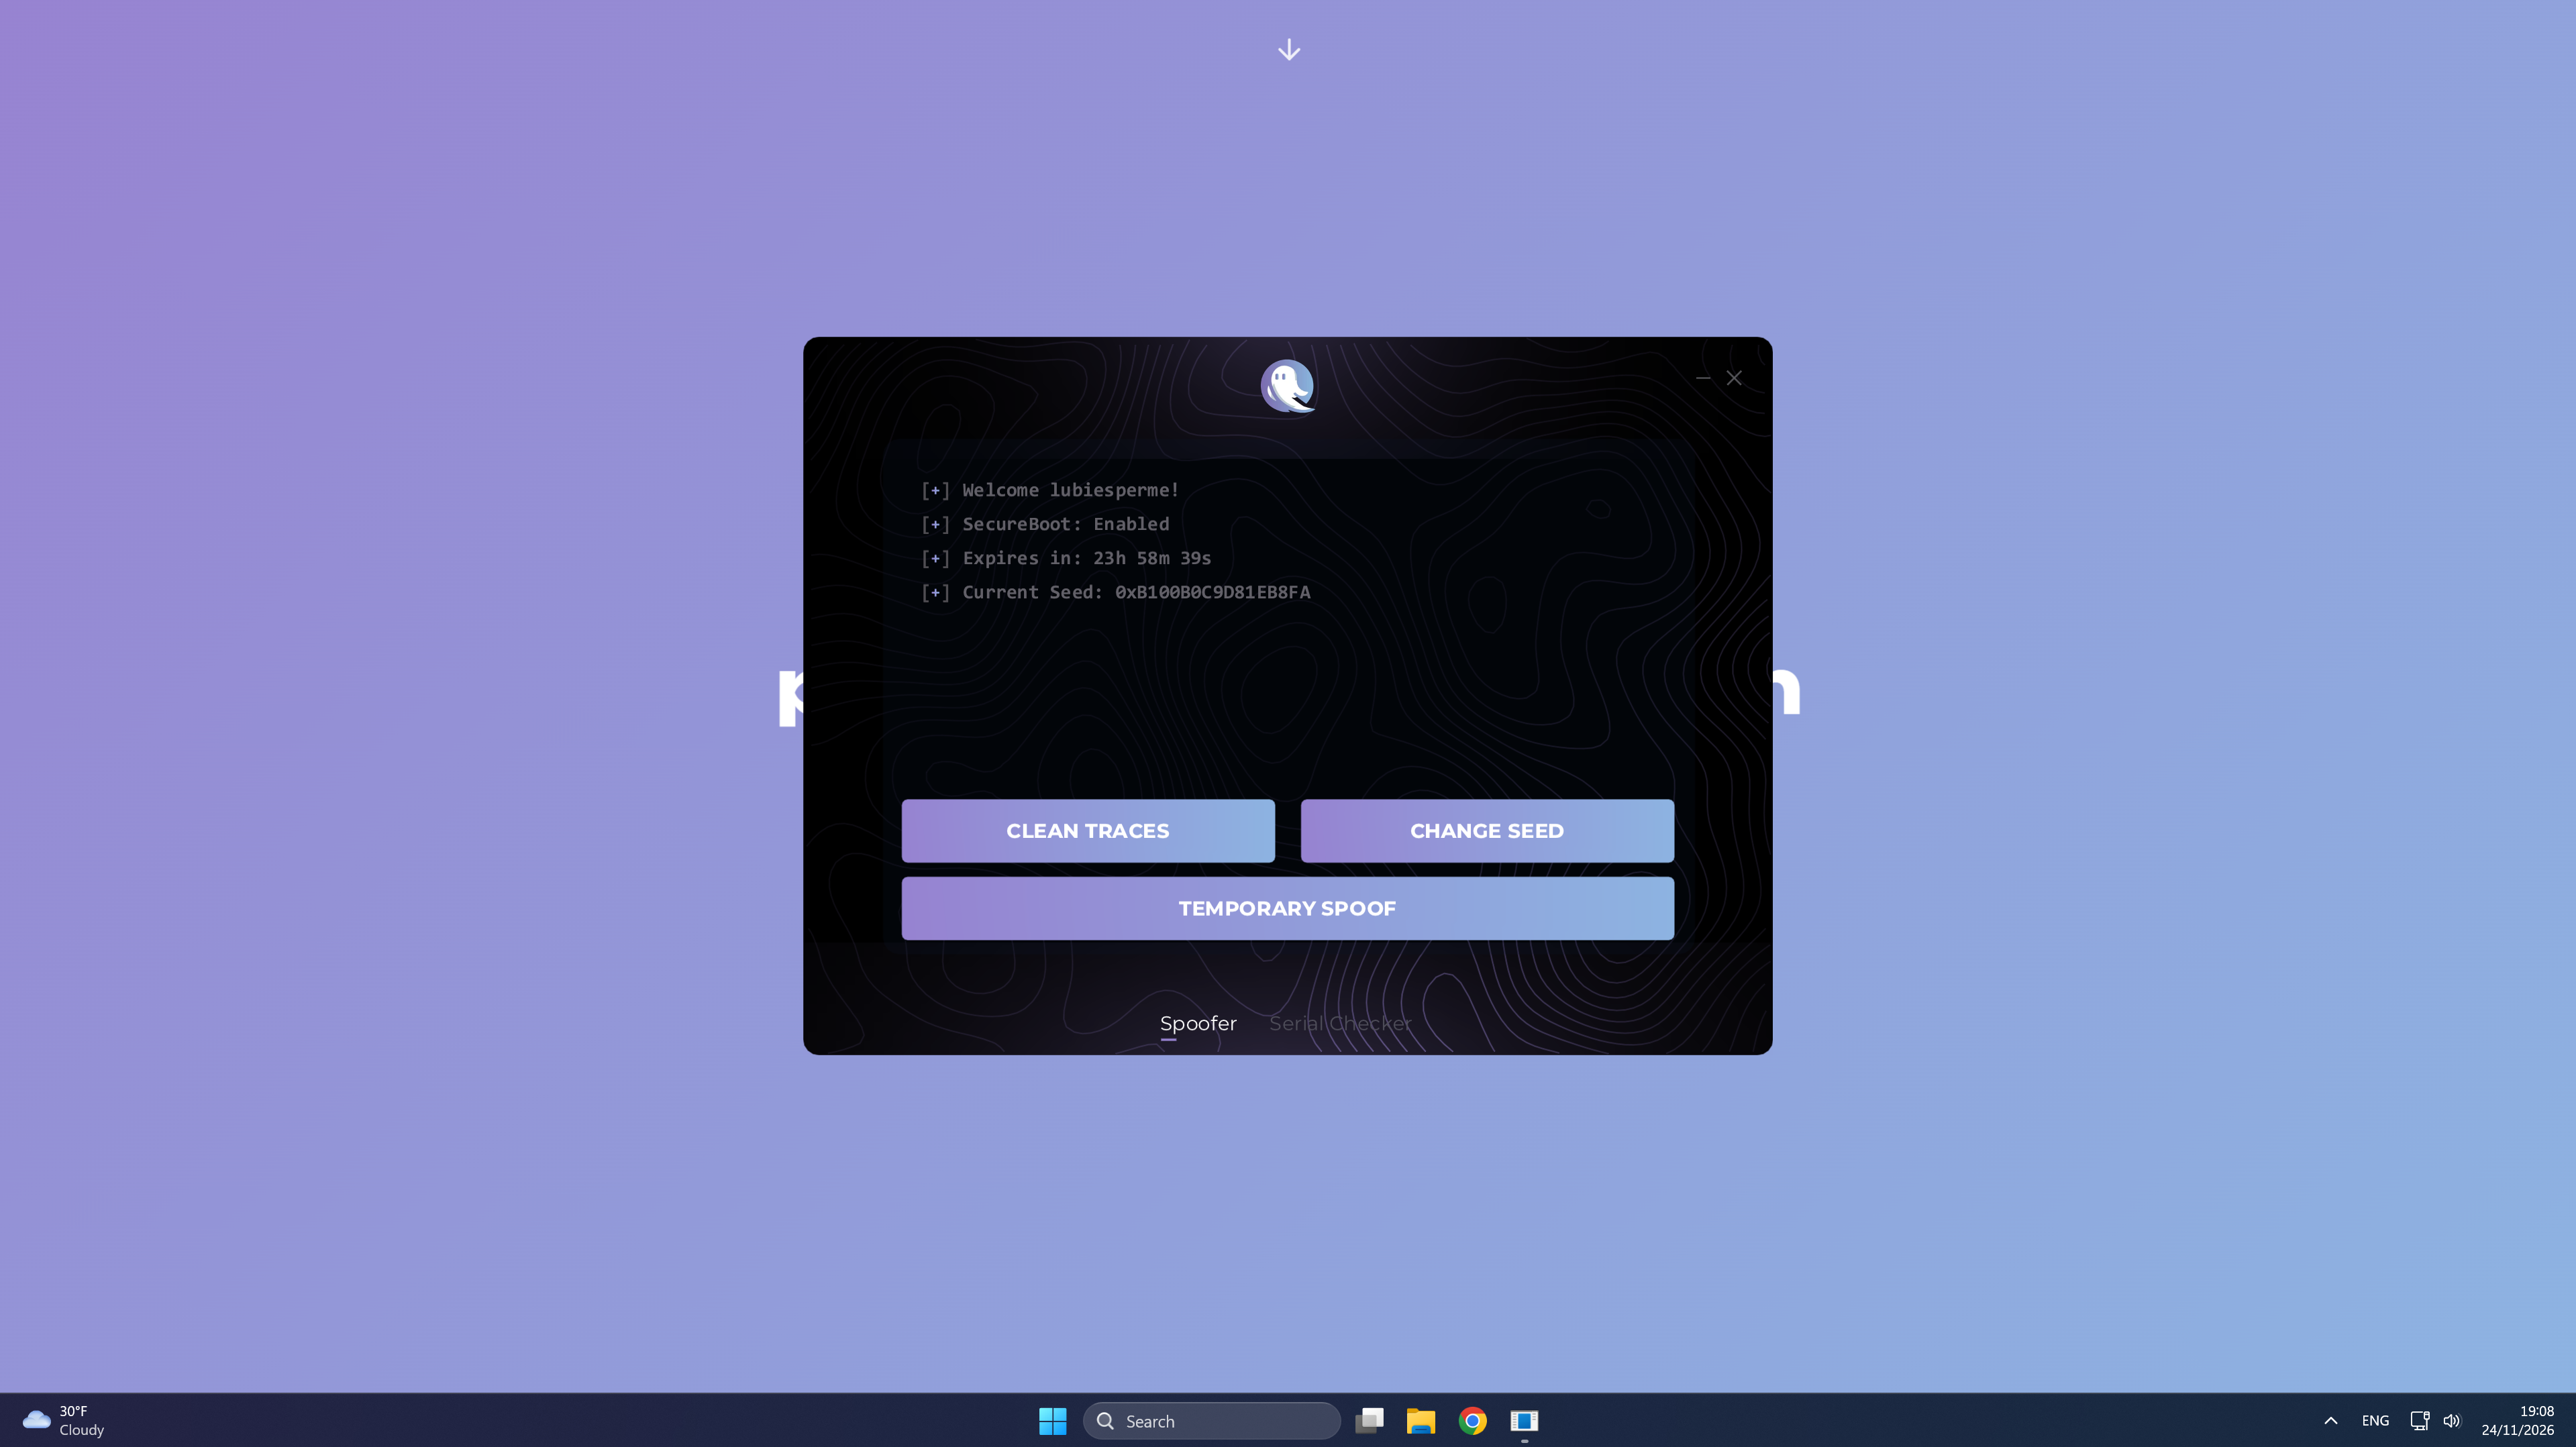 [+] Welcome lubiesperme!
[+] SecureBoot: Enabled
[+] Expires in: 23h 58m 39s
[+] Current Seed: 0xB100B0C9D81EB8FA
CLEAN TRACES
CHANGE SEED
TEMPORARY SPOOF
Spoofer
Serial Checker
30°F
Cloudy
Search
ENG
19:08
24/11/2026